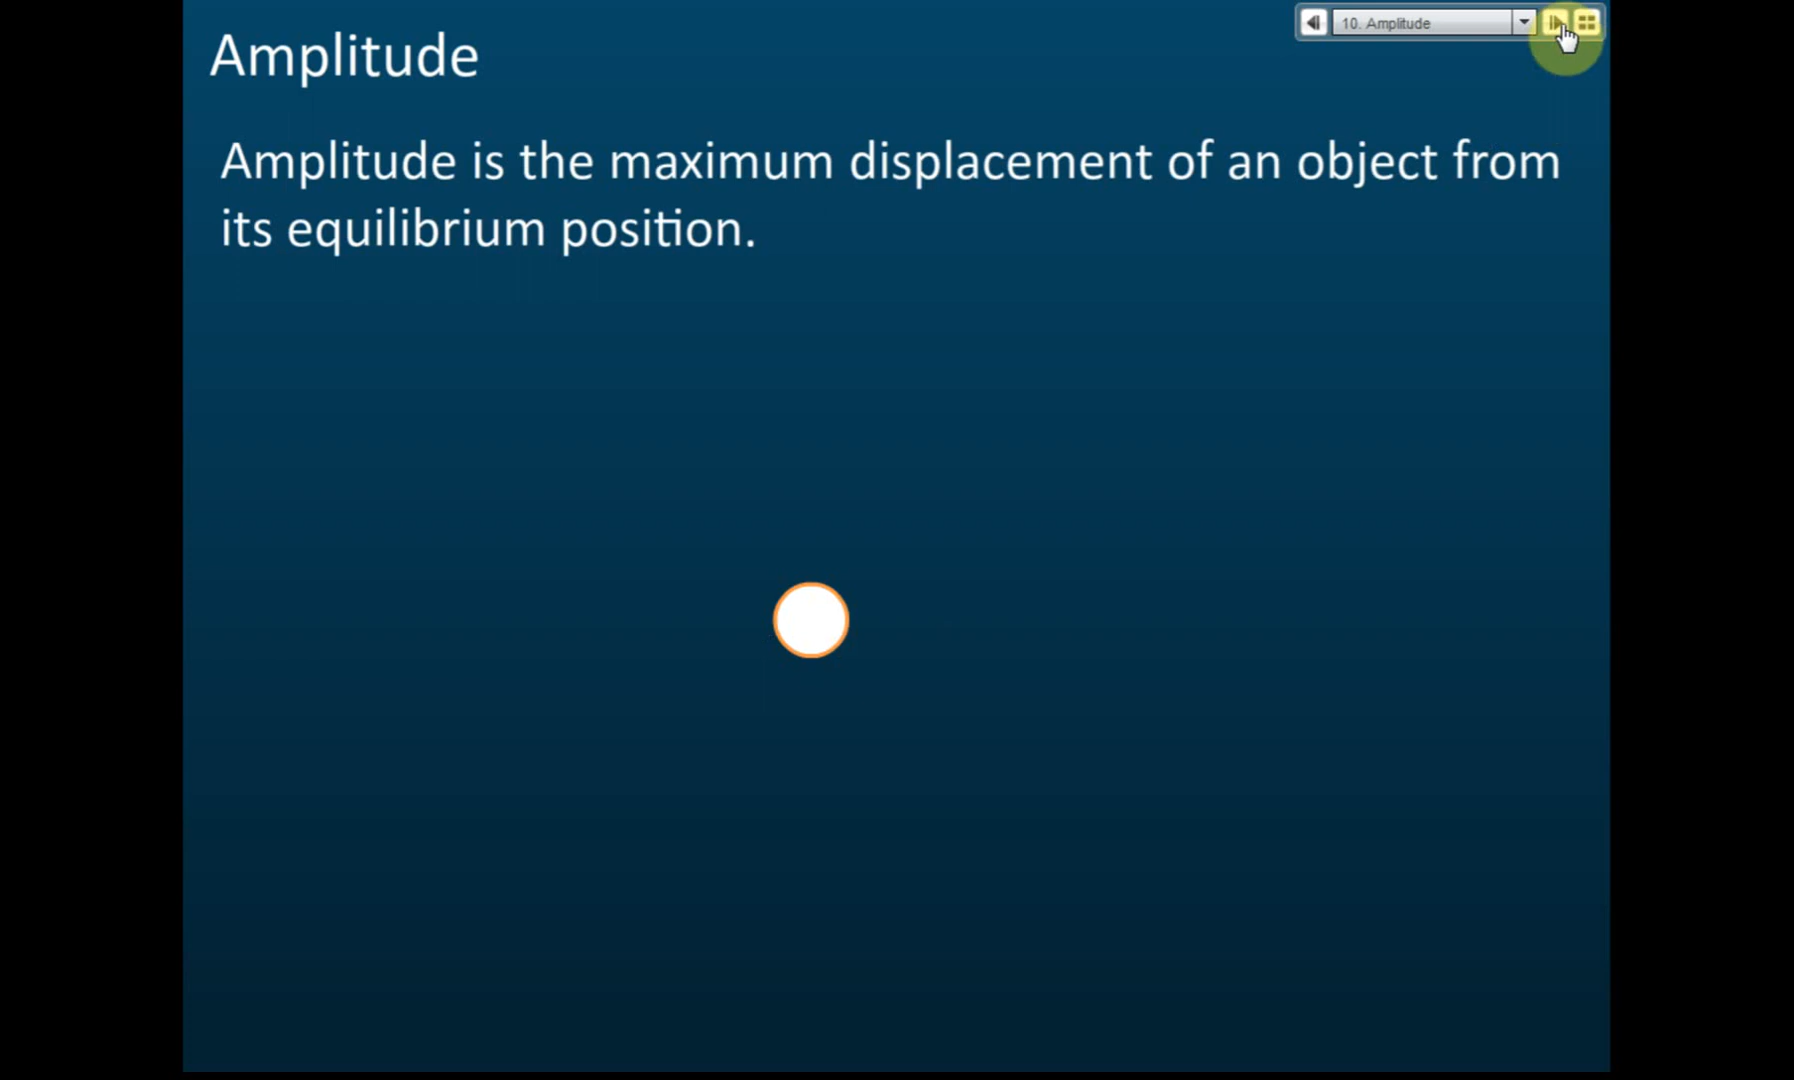 Amplitude
10. Amplitude
Amplitude is the maximum displacement of an object from
its equilibrium position.